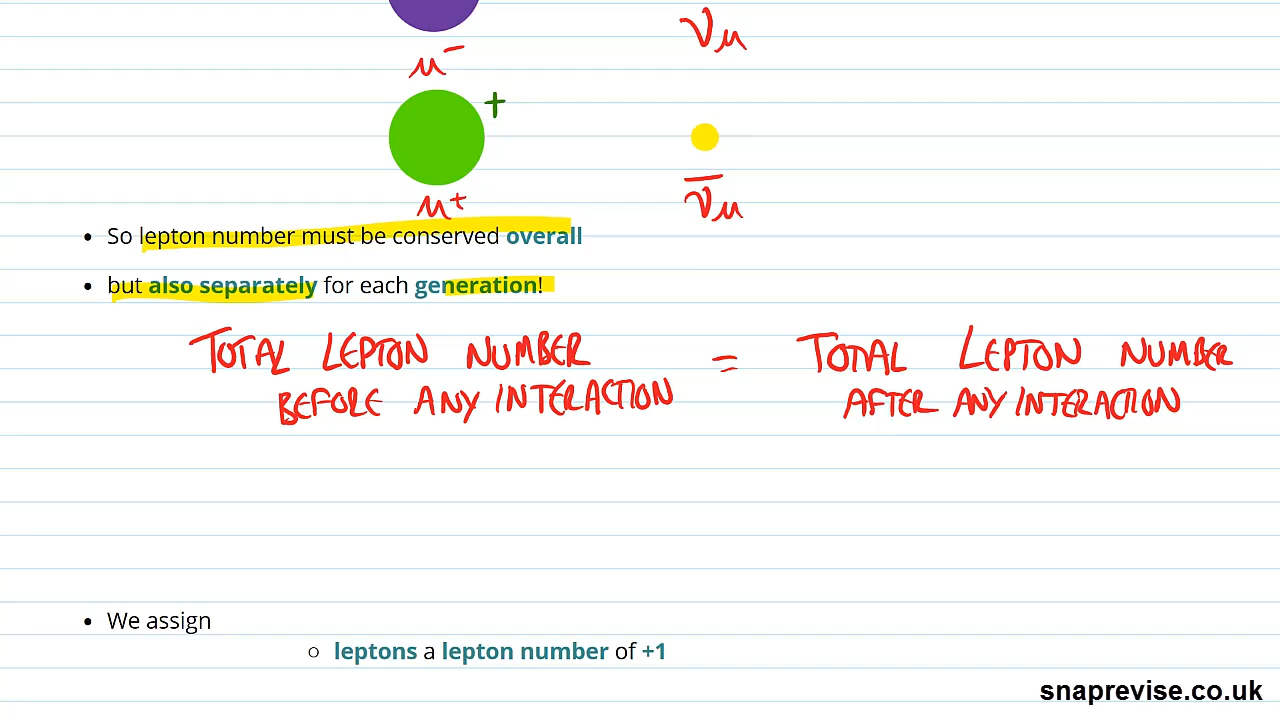 νμ
μ⁻
+
μ⁺
ν̅μ
• So lepton number must be conserved overall
• but also separately for each generation!
TOTAL LEPTON NUMBER = TOTAL LEPTON NUMBER
BEFORE ANY INTERACTION AFTER ANY INTERACTION
• We assign
○ leptons a lepton number of +1
snaprevise.co.uk